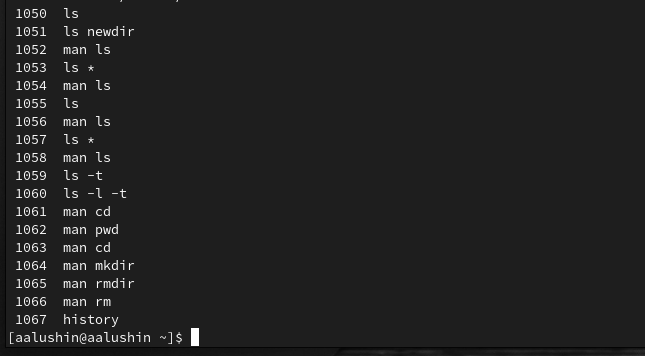 1050  ls
1051  ls newdir
1052  man ls
1053  ls *
1054  man ls
1055  ls
1056  man ls
1057  ls *
1058  man ls
1059  ls -t
1060  ls -l -t
1061  man cd
1062  man pwd
1063  man cd
1064  man mkdir
1065  man rmdir
1066  man rm
1067  history
[aalushin@aalushin ~]$